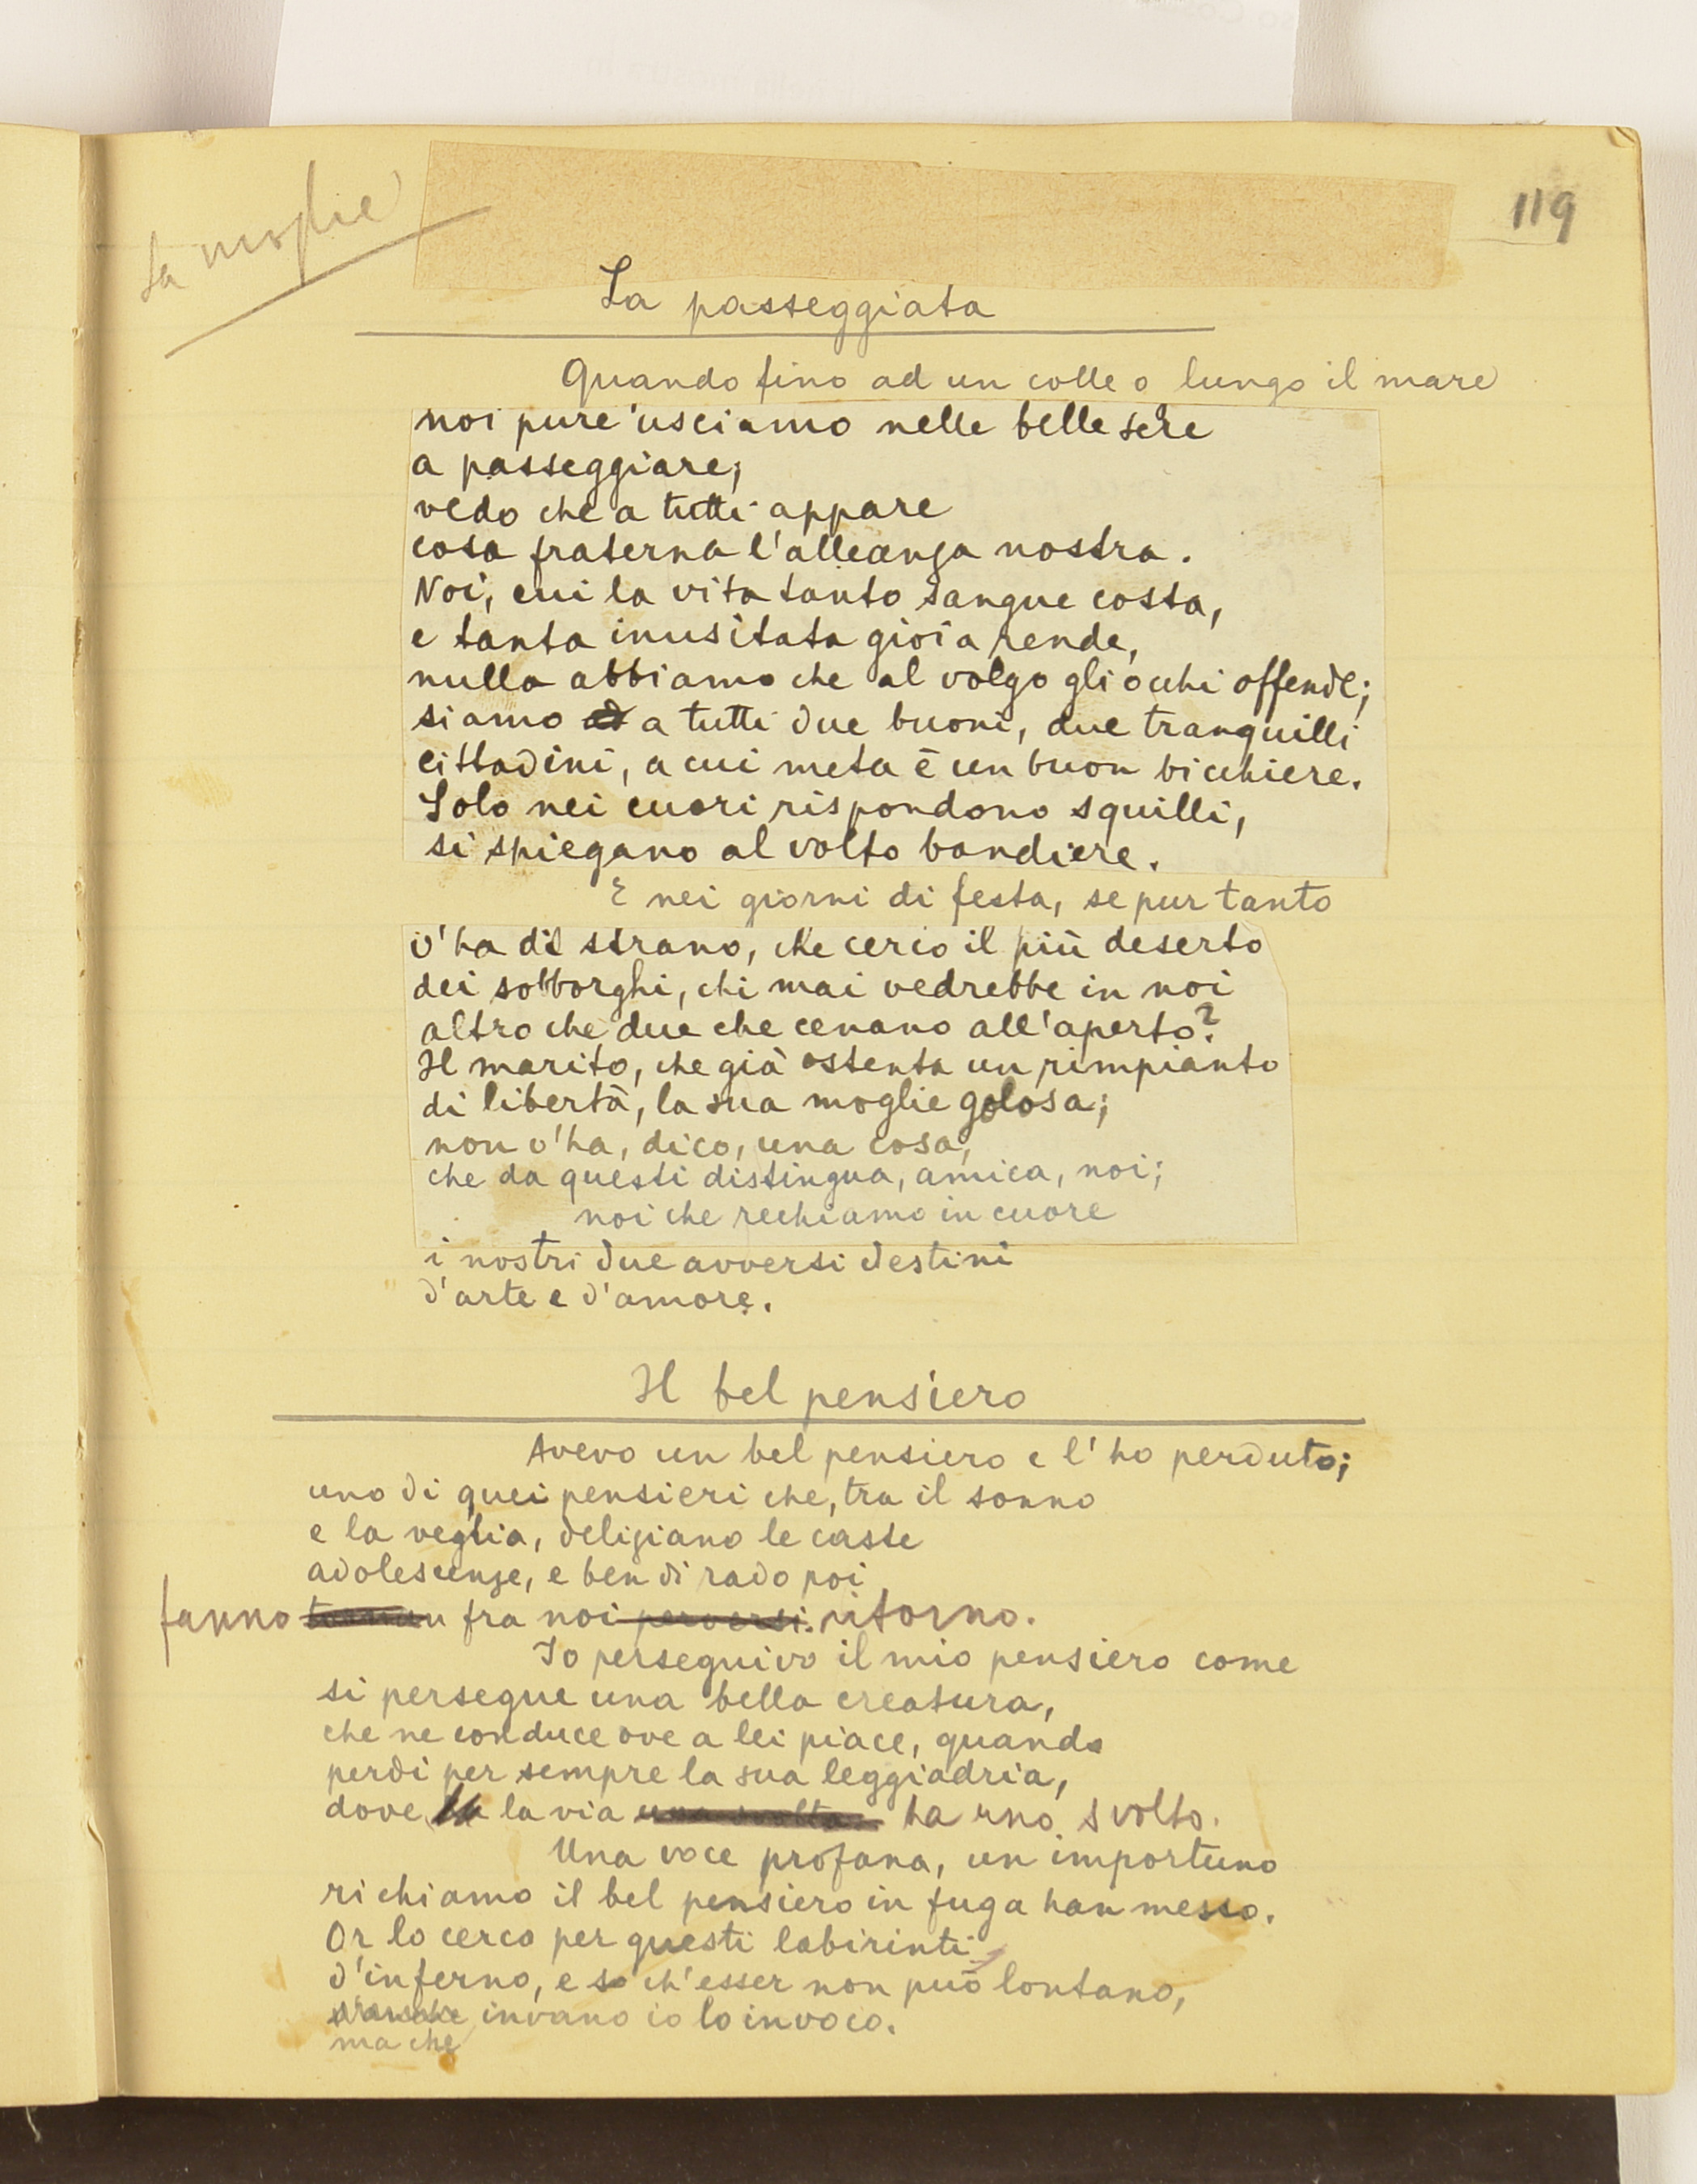 119
La moglie
La passeggiata
Quando fino ad un colle o lungo il mare
noi pure usciamo nelle belle sere
a passeggiare;
vedo che a tutti appare
cosa fraterna l'alleanza nostra.
Noi, cui la vita tanto sangue costa,
e tanta inusitata gioia rende,
nulla abbiamo che al volgo gli occhi offende;
siamo ad a tutti due buoni, due tranquilli
cittadini, a cui meta è un buon bicchiere.
Solo nei cuori rispondono squilli,
si spiegano al volto bandiere.
E nei giorni di festa, se pur tanto
v'ha di strano, che cerco il più deserto
dei sobborghi, chi mai vedrebbe in noi
altro che due che cenano all'aperto?
Il marito, che già ostenta un rimpianto
di libertà, la sua moglie golosa;
non v'ha, dico, una cosa,
che da questi distingua, amica, noi;
noi che rechiamo in cuore
i nostri due avversi destini
d'arte e d'amore.
Il bel pensiero
Avevo un bel pensiero e l'ho perduto;
uno di quei pensieri che, tra il sonno
e la veglia, deliziano le caste
adolescenze, e ben di rado poi
fanno tornan fra noi perversi. ritorno.
Io perseguivo il mio pensiero come
si persegue una bella creatura,
che ne conduce ove a lei piace, quando
perdi per sempre la sua leggiadria,
dove la via una svolta ha uno svolto.
Una voce profana, un importuno
richiamo il bel pensiero in fuga han messo.
Or lo cerco per questi labirinti
d'inferno, e so ch'esser non può lontano,
invano io lo invoco.
ma che